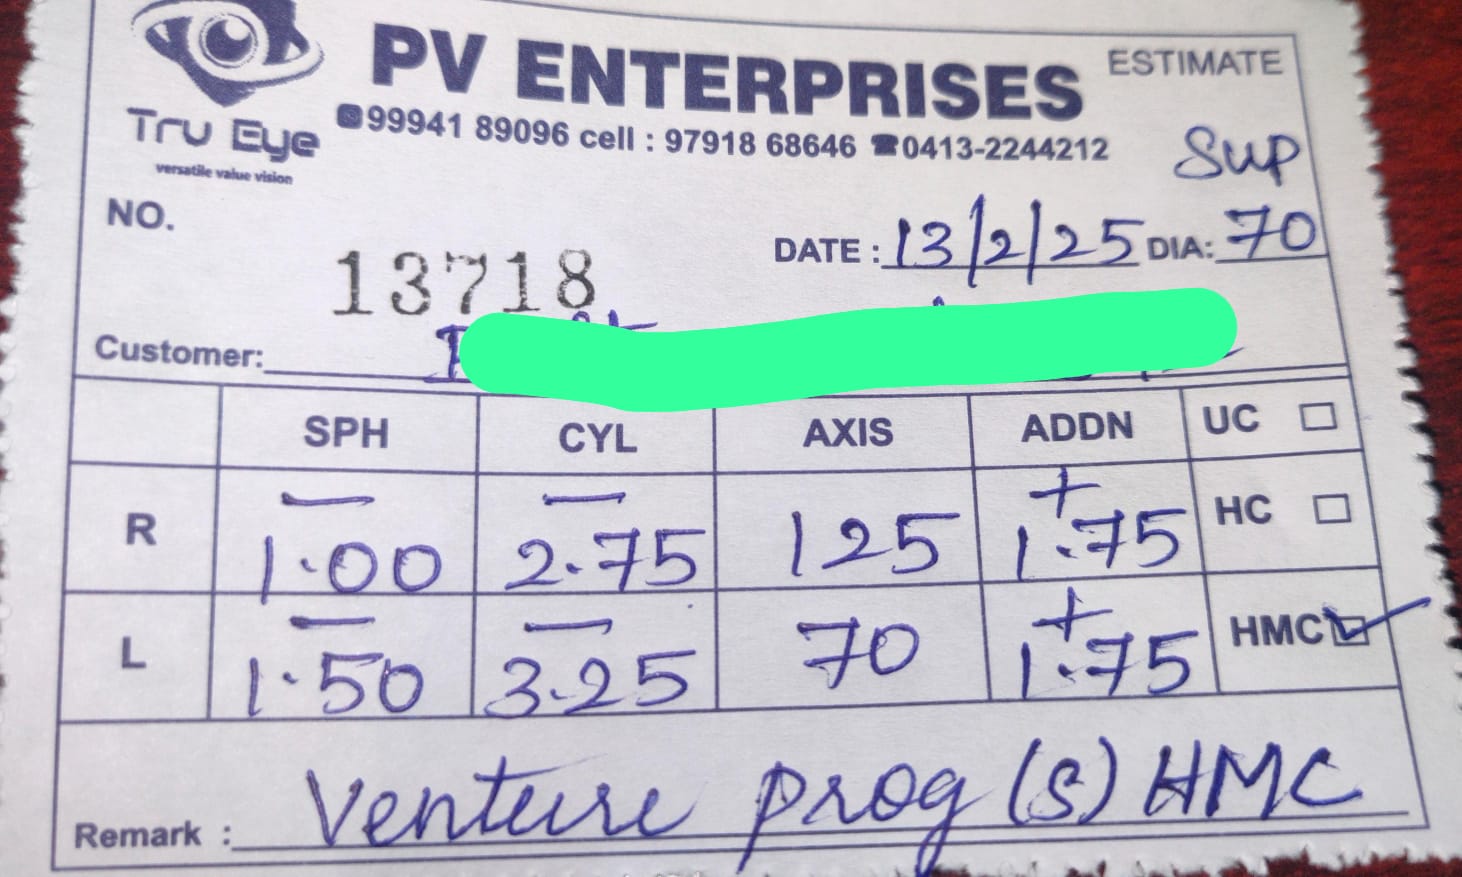 PV ENTERPRISES ESTIMATE
Tru Eye
versatile value vision
99941 89096 cell : 97918 68646 ☎0413-2244212
Sup
NO. 13718
DATE : 13/2/25 DIA: 70
Customer:
SPH CYL AXIS ADDN UC
R -1.00 -2.75 125 +1.75 HC
L -1.50 -3.25 70 +1.75 HMC
Remark : Venture prog (S) HMC